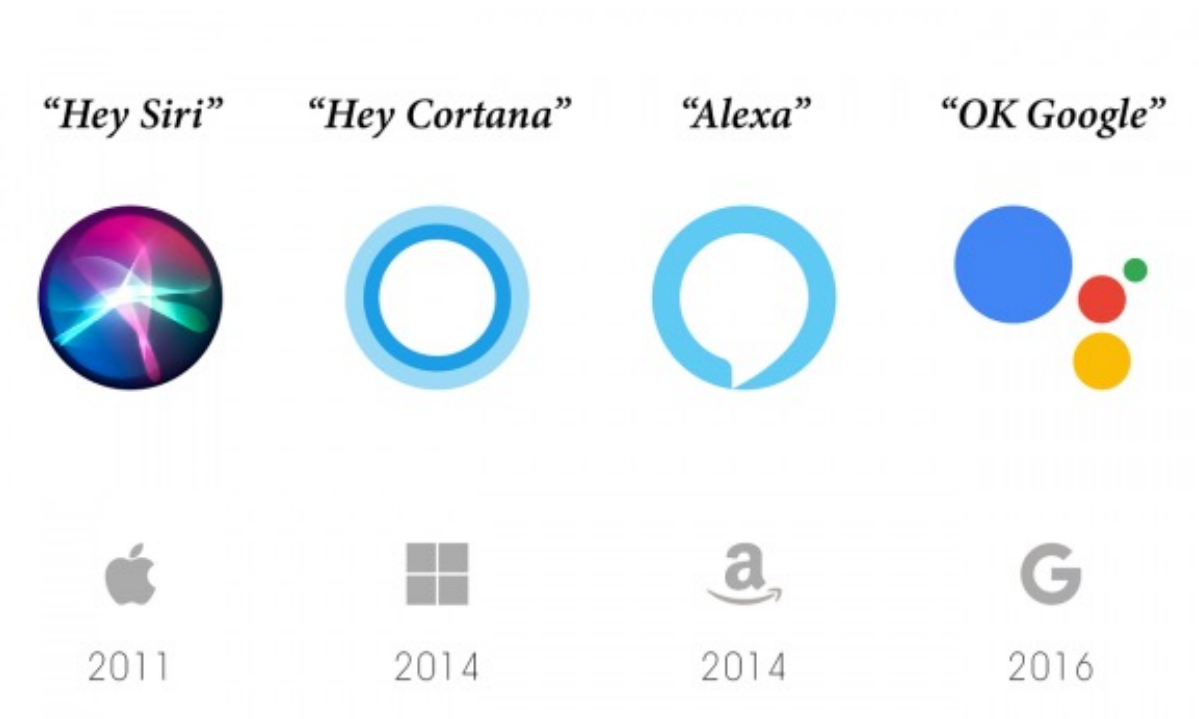 “Hey Siri” “Hey Cortana” “Alexa” “OK Google”
a G
2011 2014 2014 2016